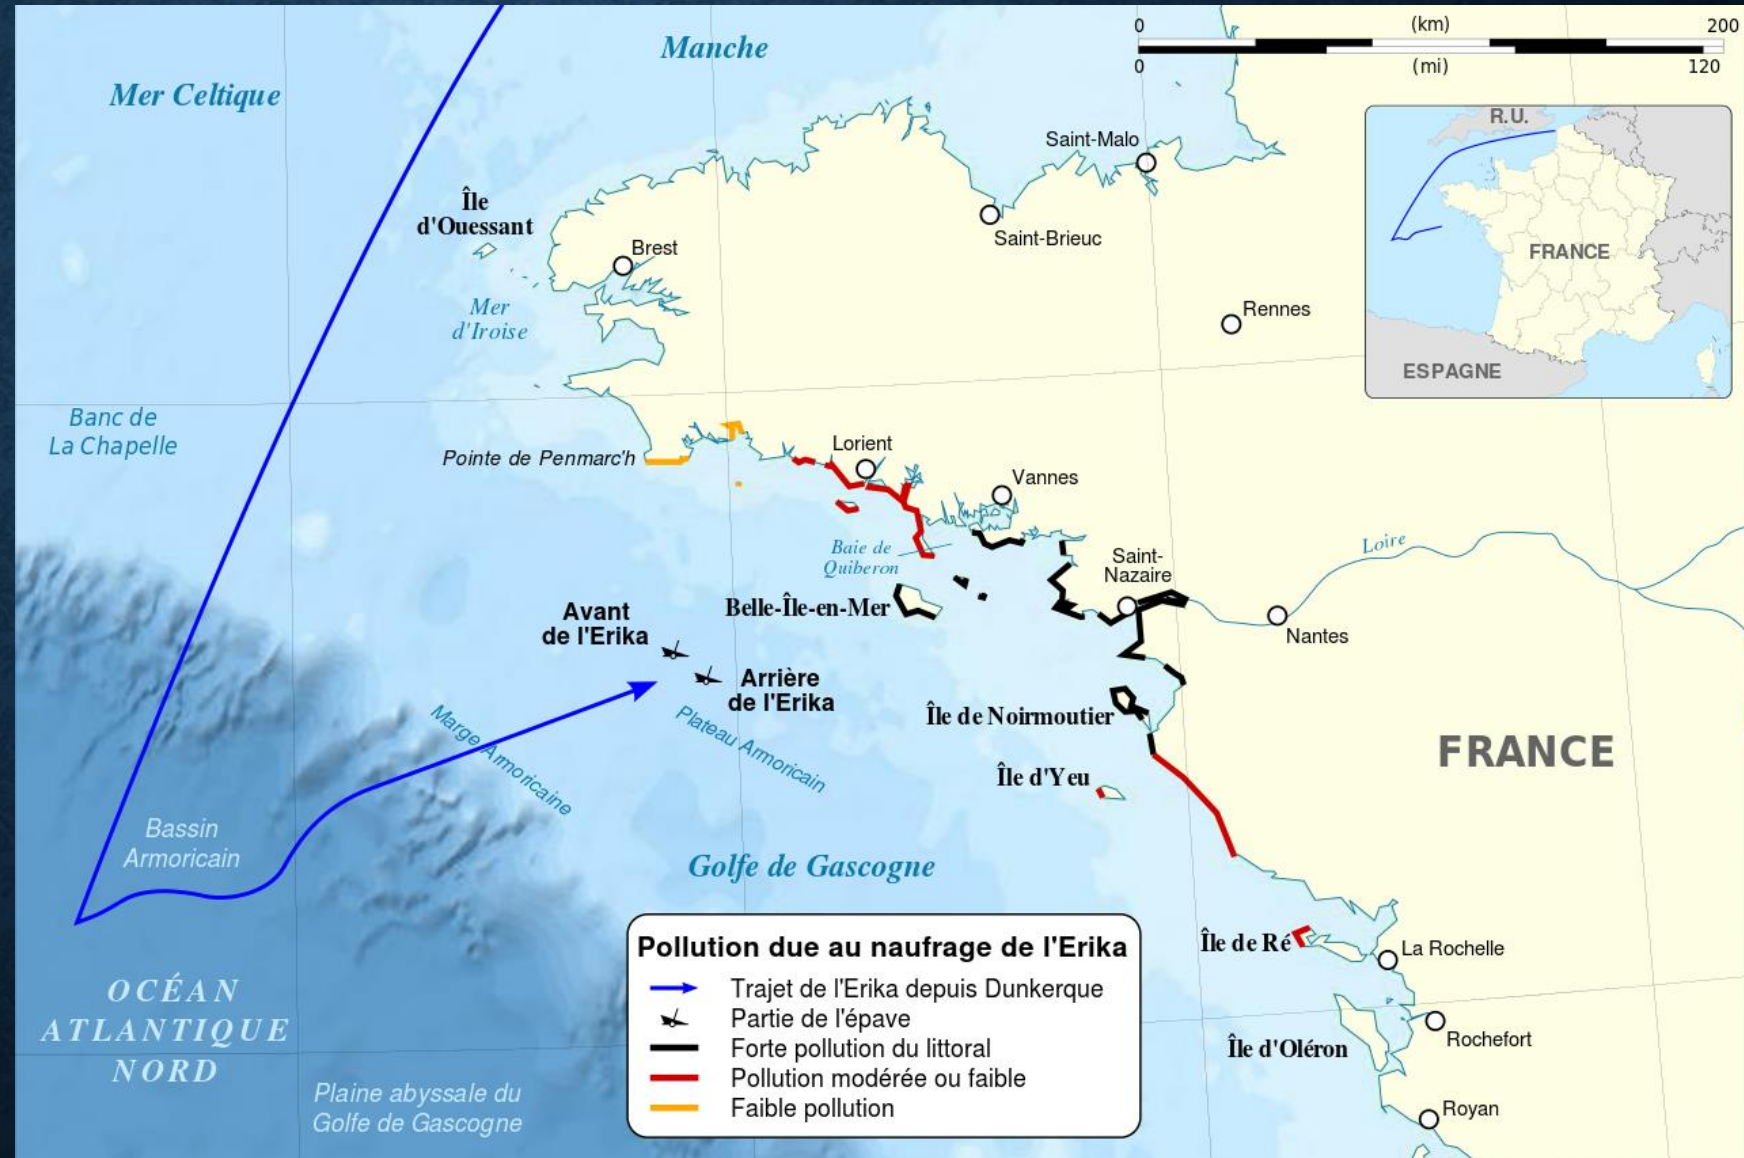 Manche
0 (km) 200
0 (mi) 120
Mer Celtique
R.U.
FRANCE
ESPAGNE
Saint-Malo
Île
d'Ouessant
Saint-Brieuc
Brest
Mer
d'Iroise
Rennes
Banc de
La Chapelle
Pointe de Penmarc'h
Lorient
Vannes
Baie de
Quiberon
Loire
Saint-
Nazaire
Belle-Île-en-Mer
Nantes
Avant
de l'Erika
Arrière
de l'Erika
Marge Armoricaine
Plateau Armoricain
Île de Noirmoutier
FRANCE
Île d'Yeu
Bassin
Armoricain
Golfe de Gascogne
Île de Ré
La Rochelle
OCÉAN
ATLANTIQUE
NORD
Île d'Oléron
Rochefort
Plaine abyssale du
Golfe de Gascogne
Royan
Pollution due au naufrage de l'Erika
Trajet de l'Erika depuis Dunkerque
Partie de l'épave
Forte pollution du littoral
Pollution modérée ou faible
Faible pollution